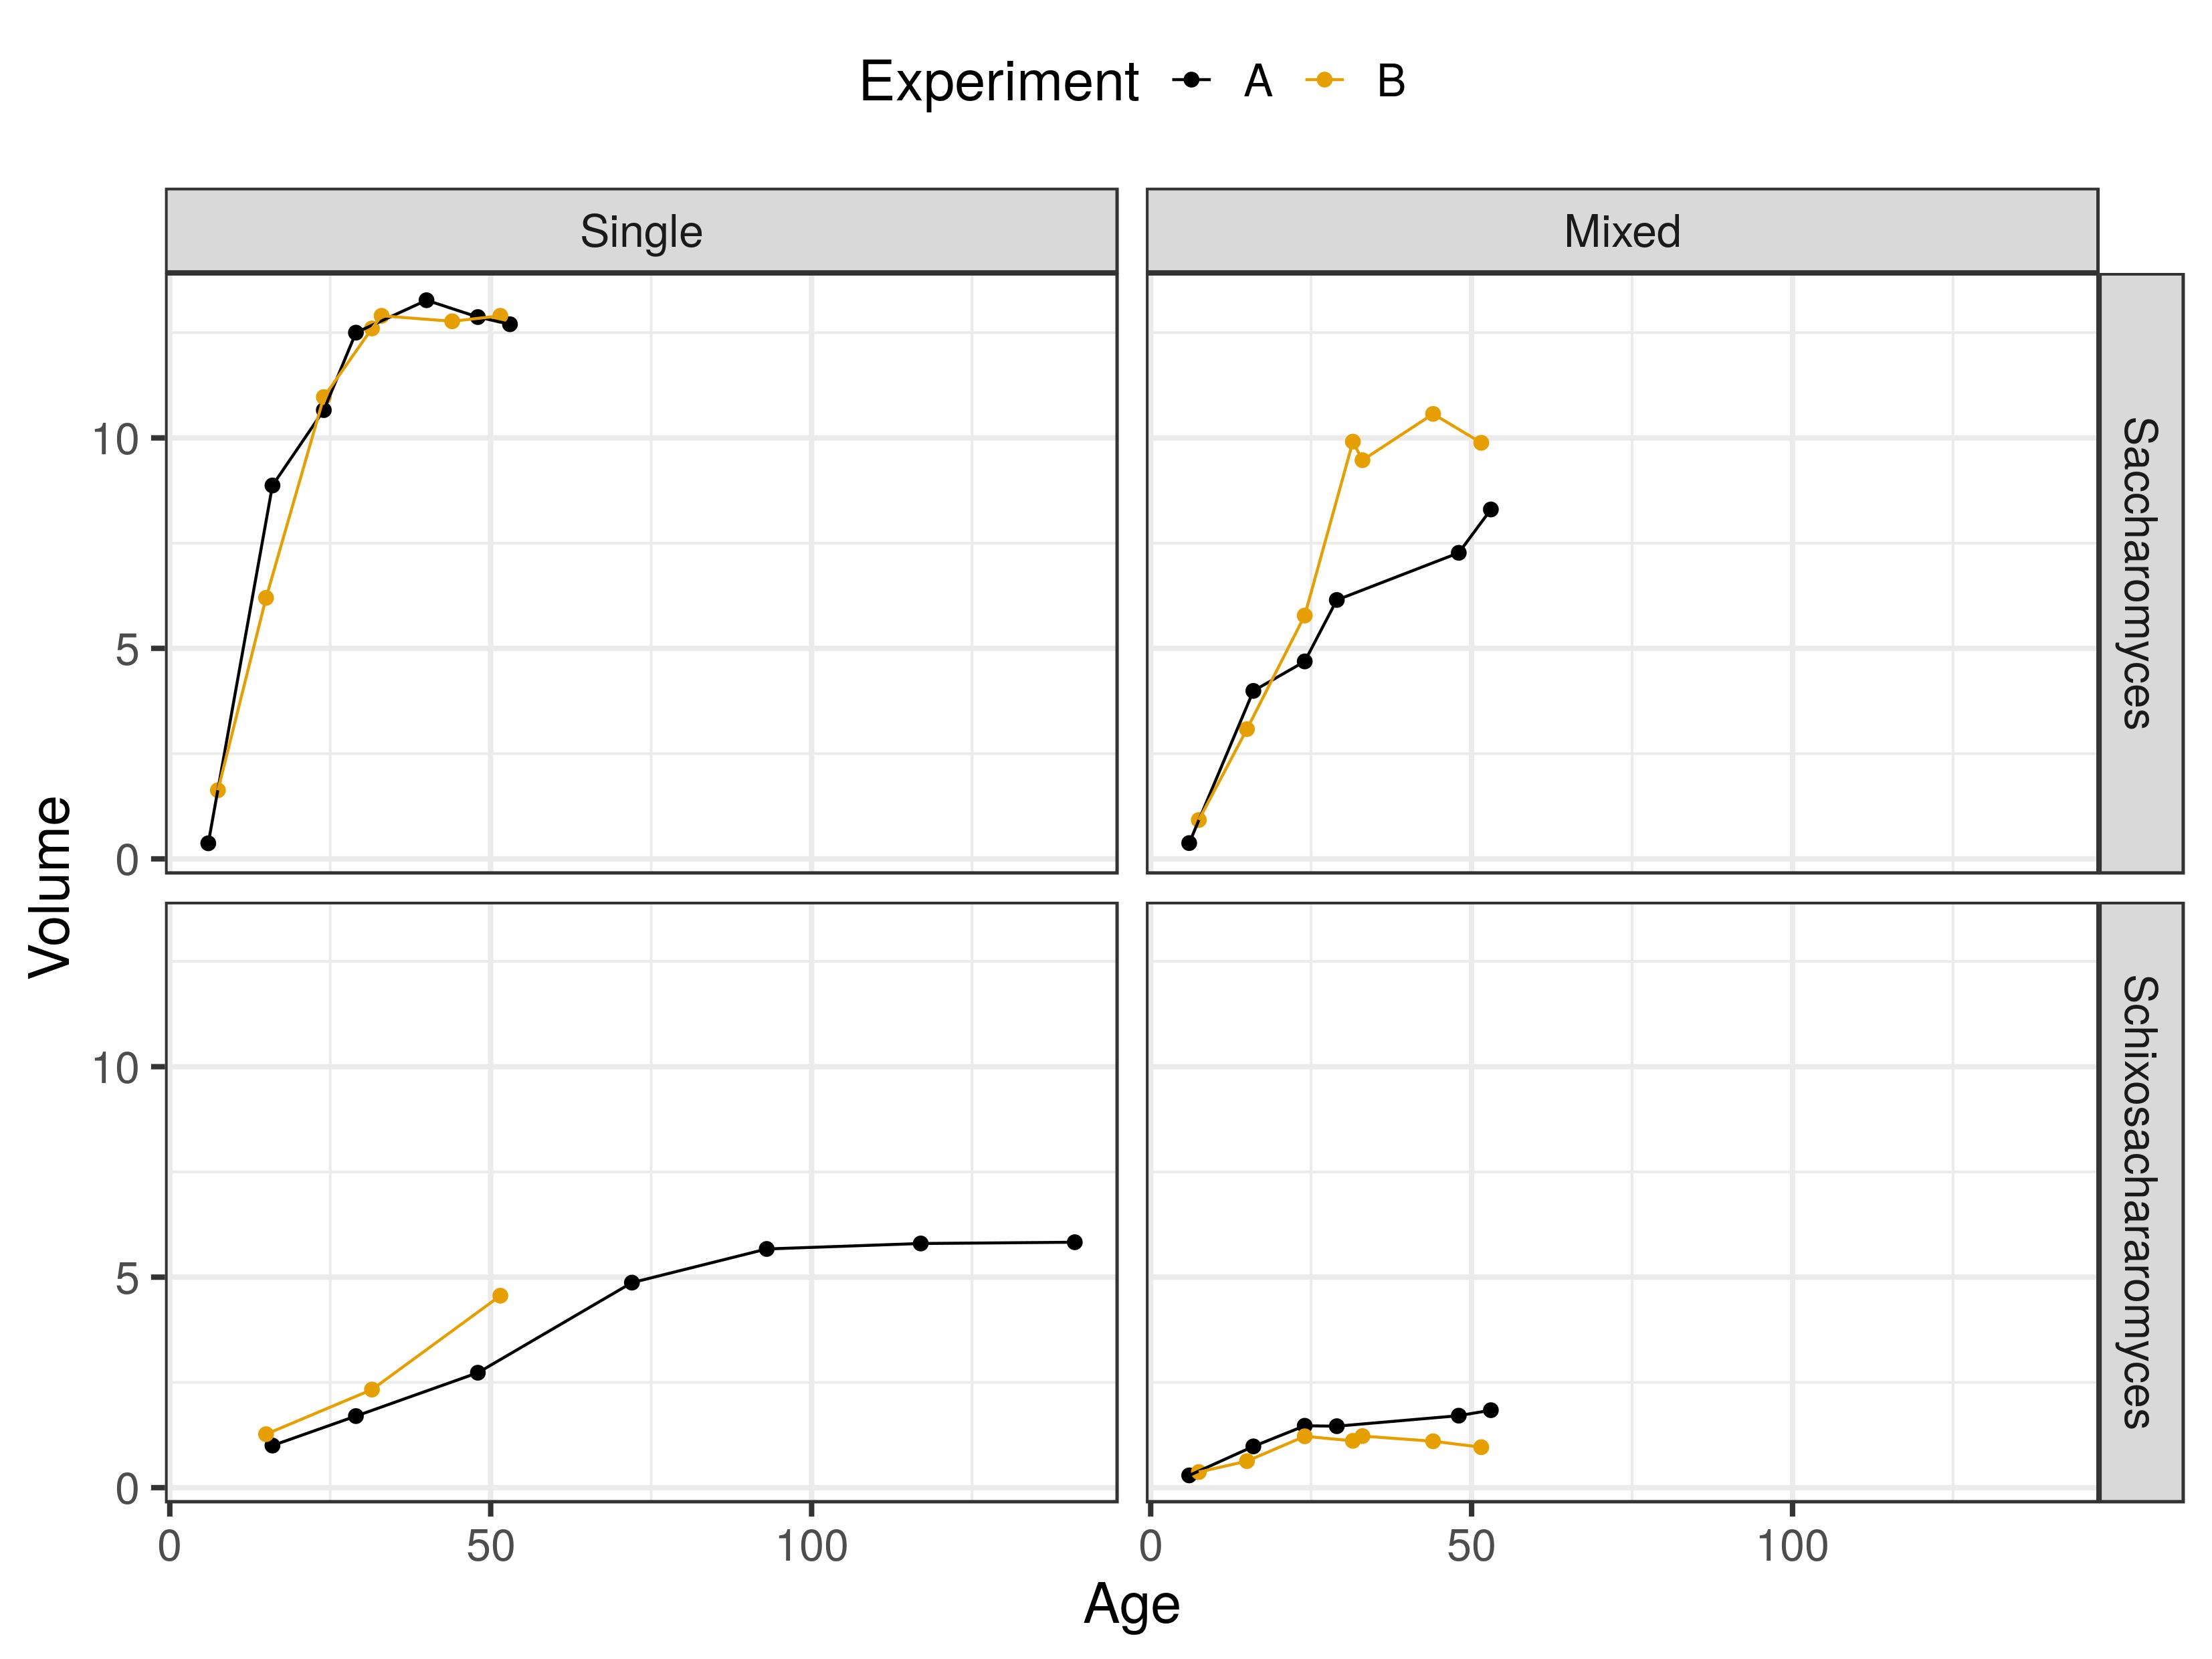 Experiment A B
Single Mixed
Saccharomyces
10
5
0
Volume
Schixosachararomyces
10
5
0
0 50 100 0 50 100
Age